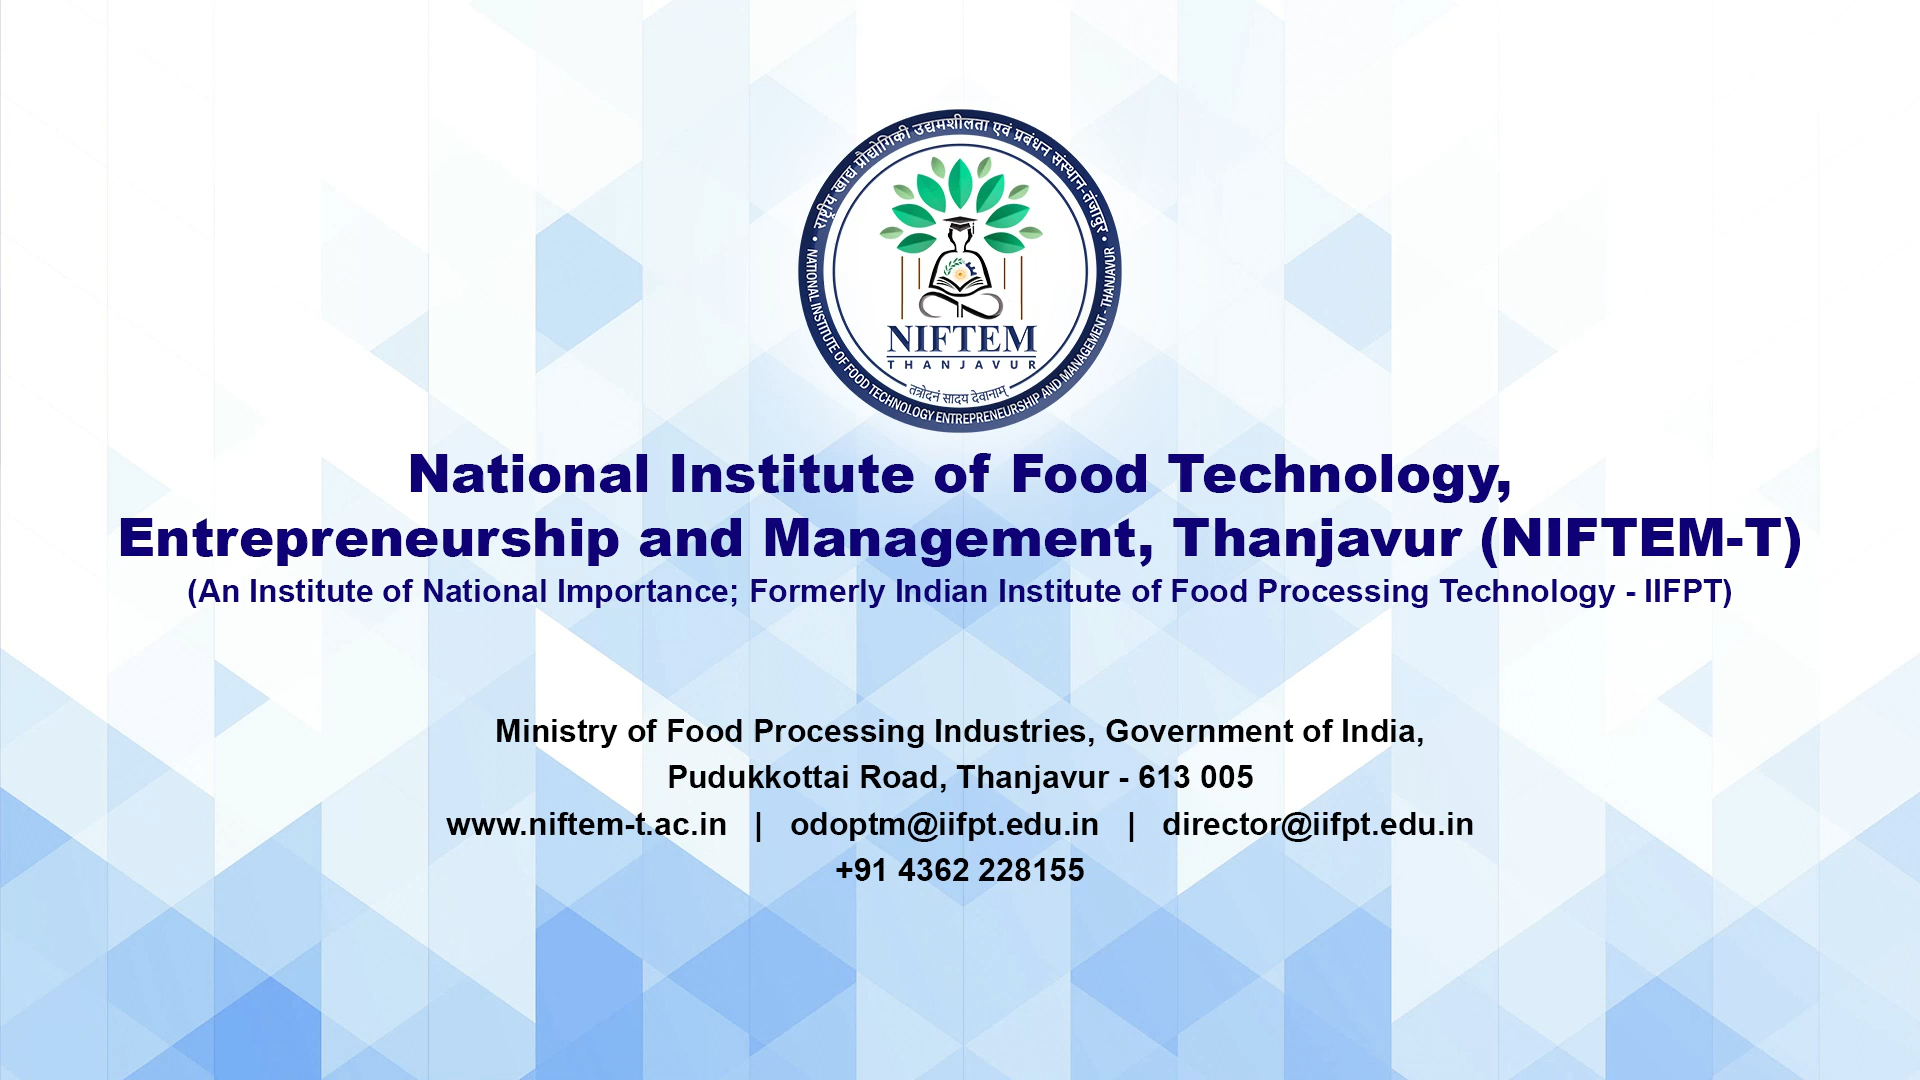 राष्ट्रीय खाद्य प्रौद्योगिकी उद्यमशीलता एवं प्रबंधन संस्थान-तंजावुर
NIFTEM
THANJAVUR
तत्रोदनं सादय देवानाम्
NATIONAL INSTITUTE OF FOOD TECHNOLOGY ENTREPRENEURSHIP AND MANAGEMENT - THANJAVUR
National Institute of Food Technology,
Entrepreneurship and Management, Thanjavur (NIFTEM-T)
(An Institute of National Importance; Formerly Indian Institute of Food Processing Technology - IIFPT)
Ministry of Food Processing Industries, Government of India,
Pudukkottai Road, Thanjavur - 613 005
www.niftem-t.ac.in | odoptm@iifpt.edu.in | director@iifpt.edu.in
+91 4362 228155